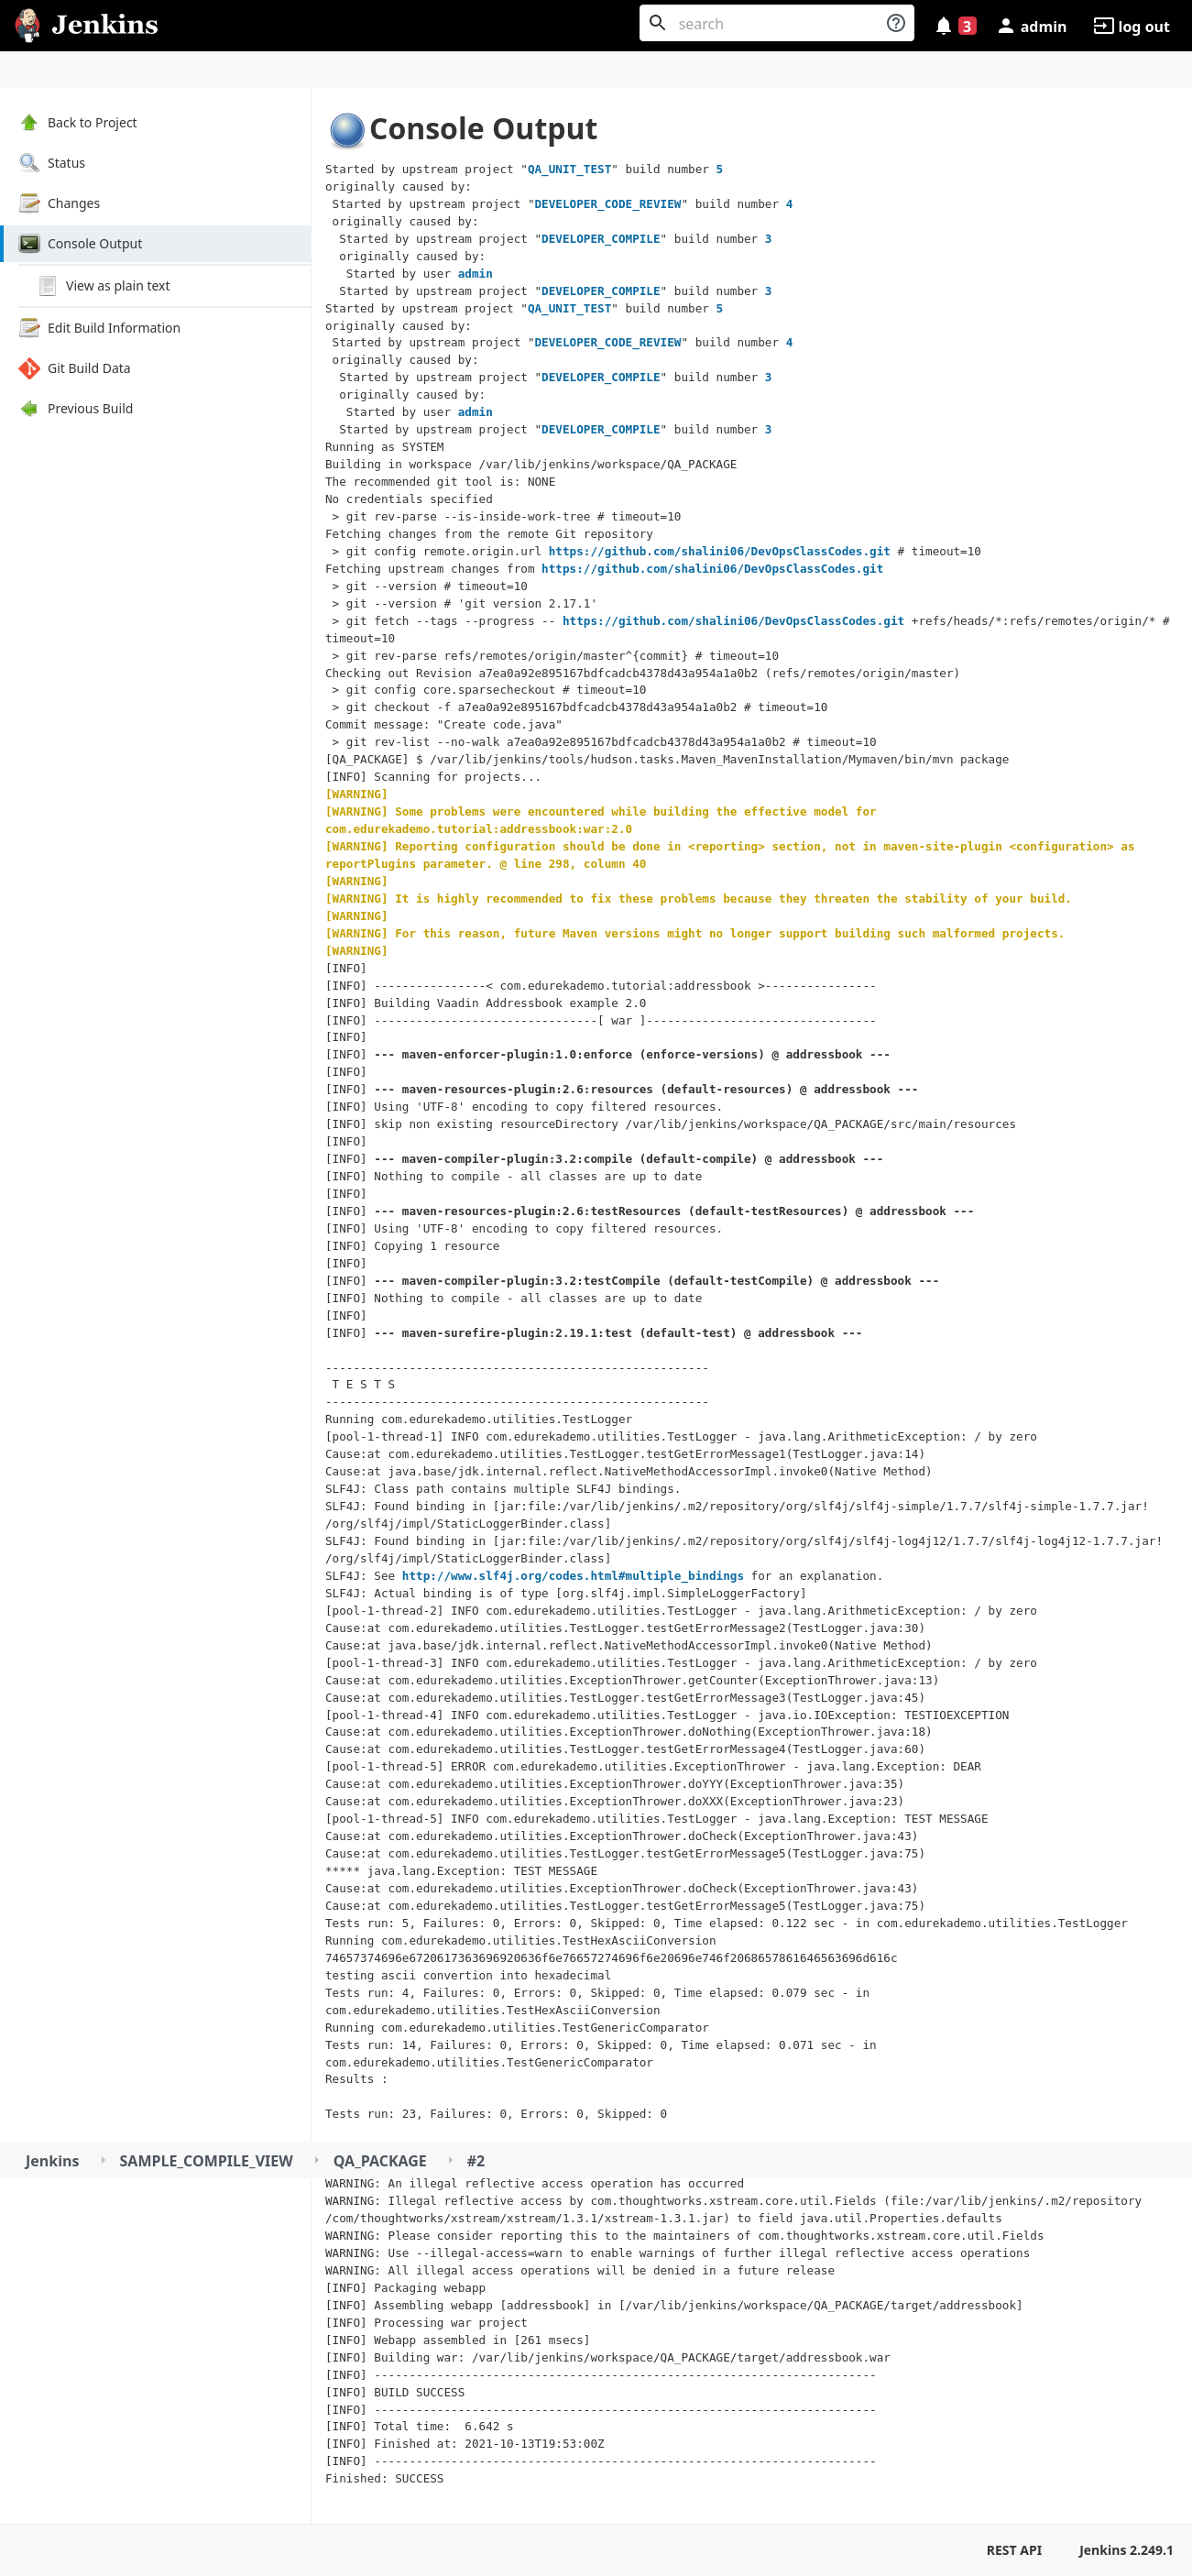 Jenkins
search
3
admin
log out
Back to Project
Status
Changes
Console Output
View as plain text
Edit Build Information
Git Build Data
Previous Build
Console Output
Started by upstream project "QA_UNIT_TEST" build number 5
originally caused by:
 Started by upstream project "DEVELOPER_CODE_REVIEW" build number 4
 originally caused by:
  Started by upstream project "DEVELOPER_COMPILE" build number 3
  originally caused by:
   Started by user admin
  Started by upstream project "DEVELOPER_COMPILE" build number 3
Started by upstream project "QA_UNIT_TEST" build number 5
originally caused by:
 Started by upstream project "DEVELOPER_CODE_REVIEW" build number 4
 originally caused by:
  Started by upstream project "DEVELOPER_COMPILE" build number 3
  originally caused by:
   Started by user admin
  Started by upstream project "DEVELOPER_COMPILE" build number 3
Running as SYSTEM
Building in workspace /var/lib/jenkins/workspace/QA_PACKAGE
The recommended git tool is: NONE
No credentials specified
 > git rev-parse --is-inside-work-tree # timeout=10
Fetching changes from the remote Git repository
 > git config remote.origin.url https://github.com/shalini06/DevOpsClassCodes.git # timeout=10
Fetching upstream changes from https://github.com/shalini06/DevOpsClassCodes.git
 > git --version # timeout=10
 > git --version # 'git version 2.17.1'
 > git fetch --tags --progress -- https://github.com/shalini06/DevOpsClassCodes.git +refs/heads/*:refs/remotes/origin/* #
timeout=10
 > git rev-parse refs/remotes/origin/master^{commit} # timeout=10
Checking out Revision a7ea0a92e895167bdfcadcb4378d43a954a1a0b2 (refs/remotes/origin/master)
 > git config core.sparsecheckout # timeout=10
 > git checkout -f a7ea0a92e895167bdfcadcb4378d43a954a1a0b2 # timeout=10
Commit message: "Create code.java"
 > git rev-list --no-walk a7ea0a92e895167bdfcadcb4378d43a954a1a0b2 # timeout=10
[QA_PACKAGE] $ /var/lib/jenkins/tools/hudson.tasks.Maven_MavenInstallation/Mymaven/bin/mvn package
[INFO] Scanning for projects...
[WARNING]
[WARNING] Some problems were encountered while building the effective model for
com.edurekademo.tutorial:addressbook:war:2.0
[WARNING] Reporting configuration should be done in <reporting> section, not in maven-site-plugin <configuration> as
reportPlugins parameter. @ line 298, column 40
[WARNING]
[WARNING] It is highly recommended to fix these problems because they threaten the stability of your build.
[WARNING]
[WARNING] For this reason, future Maven versions might no longer support building such malformed projects.
[WARNING]
[INFO]
[INFO] ----------------< com.edurekademo.tutorial:addressbook >----------------
[INFO] Building Vaadin Addressbook example 2.0
[INFO] --------------------------------[ war ]---------------------------------
[INFO]
[INFO] --- maven-enforcer-plugin:1.0:enforce (enforce-versions) @ addressbook ---
[INFO]
[INFO] --- maven-resources-plugin:2.6:resources (default-resources) @ addressbook ---
[INFO] Using 'UTF-8' encoding to copy filtered resources.
[INFO] skip non existing resourceDirectory /var/lib/jenkins/workspace/QA_PACKAGE/src/main/resources
[INFO]
[INFO] --- maven-compiler-plugin:3.2:compile (default-compile) @ addressbook ---
[INFO] Nothing to compile - all classes are up to date
[INFO]
[INFO] --- maven-resources-plugin:2.6:testResources (default-testResources) @ addressbook ---
[INFO] Using 'UTF-8' encoding to copy filtered resources.
[INFO] Copying 1 resource
[INFO]
[INFO] --- maven-compiler-plugin:3.2:testCompile (default-testCompile) @ addressbook ---
[INFO] Nothing to compile - all classes are up to date
[INFO]
[INFO] --- maven-surefire-plugin:2.19.1:test (default-test) @ addressbook ---

-------------------------------------------------------
 T E S T S
-------------------------------------------------------
Running com.edurekademo.utilities.TestLogger
[pool-1-thread-1] INFO com.edurekademo.utilities.TestLogger - java.lang.ArithmeticException: / by zero
Cause:at com.edurekademo.utilities.TestLogger.testGetErrorMessage1(TestLogger.java:14)
Cause:at java.base/jdk.internal.reflect.NativeMethodAccessorImpl.invoke0(Native Method)
SLF4J: Class path contains multiple SLF4J bindings.
SLF4J: Found binding in [jar:file:/var/lib/jenkins/.m2/repository/org/slf4j/slf4j-simple/1.7.7/slf4j-simple-1.7.7.jar!
/org/slf4j/impl/StaticLoggerBinder.class]
SLF4J: Found binding in [jar:file:/var/lib/jenkins/.m2/repository/org/slf4j/slf4j-log4j12/1.7.7/slf4j-log4j12-1.7.7.jar!
/org/slf4j/impl/StaticLoggerBinder.class]
SLF4J: See http://www.slf4j.org/codes.html#multiple_bindings for an explanation.
SLF4J: Actual binding is of type [org.slf4j.impl.SimpleLoggerFactory]
[pool-1-thread-2] INFO com.edurekademo.utilities.TestLogger - java.lang.ArithmeticException: / by zero
Cause:at com.edurekademo.utilities.TestLogger.testGetErrorMessage2(TestLogger.java:30)
Cause:at java.base/jdk.internal.reflect.NativeMethodAccessorImpl.invoke0(Native Method)
[pool-1-thread-3] INFO com.edurekademo.utilities.TestLogger - java.lang.ArithmeticException: / by zero
Cause:at com.edurekademo.utilities.ExceptionThrower.getCounter(ExceptionThrower.java:13)
Cause:at com.edurekademo.utilities.TestLogger.testGetErrorMessage3(TestLogger.java:45)
[pool-1-thread-4] INFO com.edurekademo.utilities.TestLogger - java.io.IOException: TESTIOEXCEPTION
Cause:at com.edurekademo.utilities.ExceptionThrower.doNothing(ExceptionThrower.java:18)
Cause:at com.edurekademo.utilities.TestLogger.testGetErrorMessage4(TestLogger.java:60)
[pool-1-thread-5] ERROR com.edurekademo.utilities.ExceptionThrower - java.lang.Exception: DEAR
Cause:at com.edurekademo.utilities.ExceptionThrower.doYYY(ExceptionThrower.java:35)
Cause:at com.edurekademo.utilities.ExceptionThrower.doXXX(ExceptionThrower.java:23)
[pool-1-thread-5] INFO com.edurekademo.utilities.TestLogger - java.lang.Exception: TEST MESSAGE
Cause:at com.edurekademo.utilities.ExceptionThrower.doCheck(ExceptionThrower.java:43)
Cause:at com.edurekademo.utilities.TestLogger.testGetErrorMessage5(TestLogger.java:75)
***** java.lang.Exception: TEST MESSAGE
Cause:at com.edurekademo.utilities.ExceptionThrower.doCheck(ExceptionThrower.java:43)
Cause:at com.edurekademo.utilities.TestLogger.testGetErrorMessage5(TestLogger.java:75)
Tests run: 5, Failures: 0, Errors: 0, Skipped: 0, Time elapsed: 0.122 sec - in com.edurekademo.utilities.TestLogger
Running com.edurekademo.utilities.TestHexAsciiConversion
74657374696e6720617363696920636f6e76657274696f6e20696e746f2068657861646563696d616c
testing ascii convertion into hexadecimal
Tests run: 4, Failures: 0, Errors: 0, Skipped: 0, Time elapsed: 0.079 sec - in
com.edurekademo.utilities.TestHexAsciiConversion
Running com.edurekademo.utilities.TestGenericComparator
Tests run: 14, Failures: 0, Errors: 0, Skipped: 0, Time elapsed: 0.071 sec - in
com.edurekademo.utilities.TestGenericComparator
Results :

Tests run: 23, Failures: 0, Errors: 0, Skipped: 0
Jenkins SAMPLE_COMPILE_VIEW QA_PACKAGE #2
WARNING: An illegal reflective access operation has occurred
WARNING: Illegal reflective access by com.thoughtworks.xstream.core.util.Fields (file:/var/lib/jenkins/.m2/repository
/com/thoughtworks/xstream/xstream/1.3.1/xstream-1.3.1.jar) to field java.util.Properties.defaults
WARNING: Please consider reporting this to the maintainers of com.thoughtworks.xstream.core.util.Fields
WARNING: Use --illegal-access=warn to enable warnings of further illegal reflective access operations
WARNING: All illegal access operations will be denied in a future release
[INFO] Packaging webapp
[INFO] Assembling webapp [addressbook] in [/var/lib/jenkins/workspace/QA_PACKAGE/target/addressbook]
[INFO] Processing war project
[INFO] Webapp assembled in [261 msecs]
[INFO] Building war: /var/lib/jenkins/workspace/QA_PACKAGE/target/addressbook.war
[INFO] ------------------------------------------------------------------------
[INFO] BUILD SUCCESS
[INFO] ------------------------------------------------------------------------
[INFO] Total time:  6.642 s
[INFO] Finished at: 2021-10-13T19:53:00Z
[INFO] ------------------------------------------------------------------------
Finished: SUCCESS
REST API
Jenkins 2.249.1